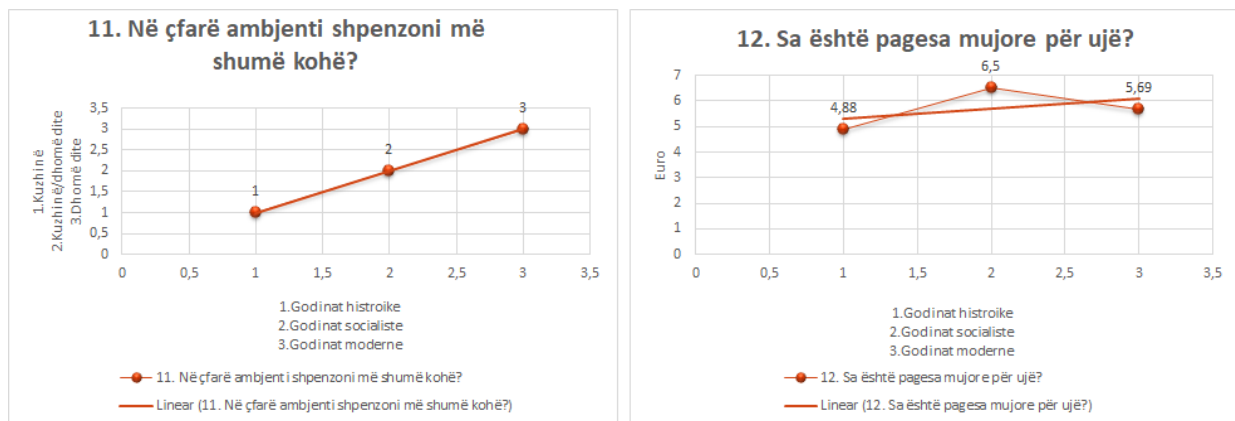 11. Në çfarë ambjenti shpenzoni më
shumë kohë?
1.Kuzhinë
2.Kuzhinë/dhomë dite
3.Dhomë dite
3,5
3
2,5
2
1,5
1
0,5
0
1
2
3
0
0,5
1
1,5
2
2,5
3
3,5
1.Godinat histroike
2.Godinat socialiste
3.Godinat moderne
11. Në çfarë ambjenti shpenzoni më shumë kohë?
Linear (11. Në çfarë ambjenti shpenzoni më shumë kohë?)
12. Sa është pagesa mujore për ujë?
Euro
7
6
5
4
3
2
1
0
4,88
6,5
5,69
0
0,5
1
1,5
2
2,5
3
3,5
1.Godinat histroike
2.Godinat socialiste
3.Godinat moderne
12. Sa është pagesa mujore për ujë?
Linear (12. Sa është pagesa mujore për ujë?)